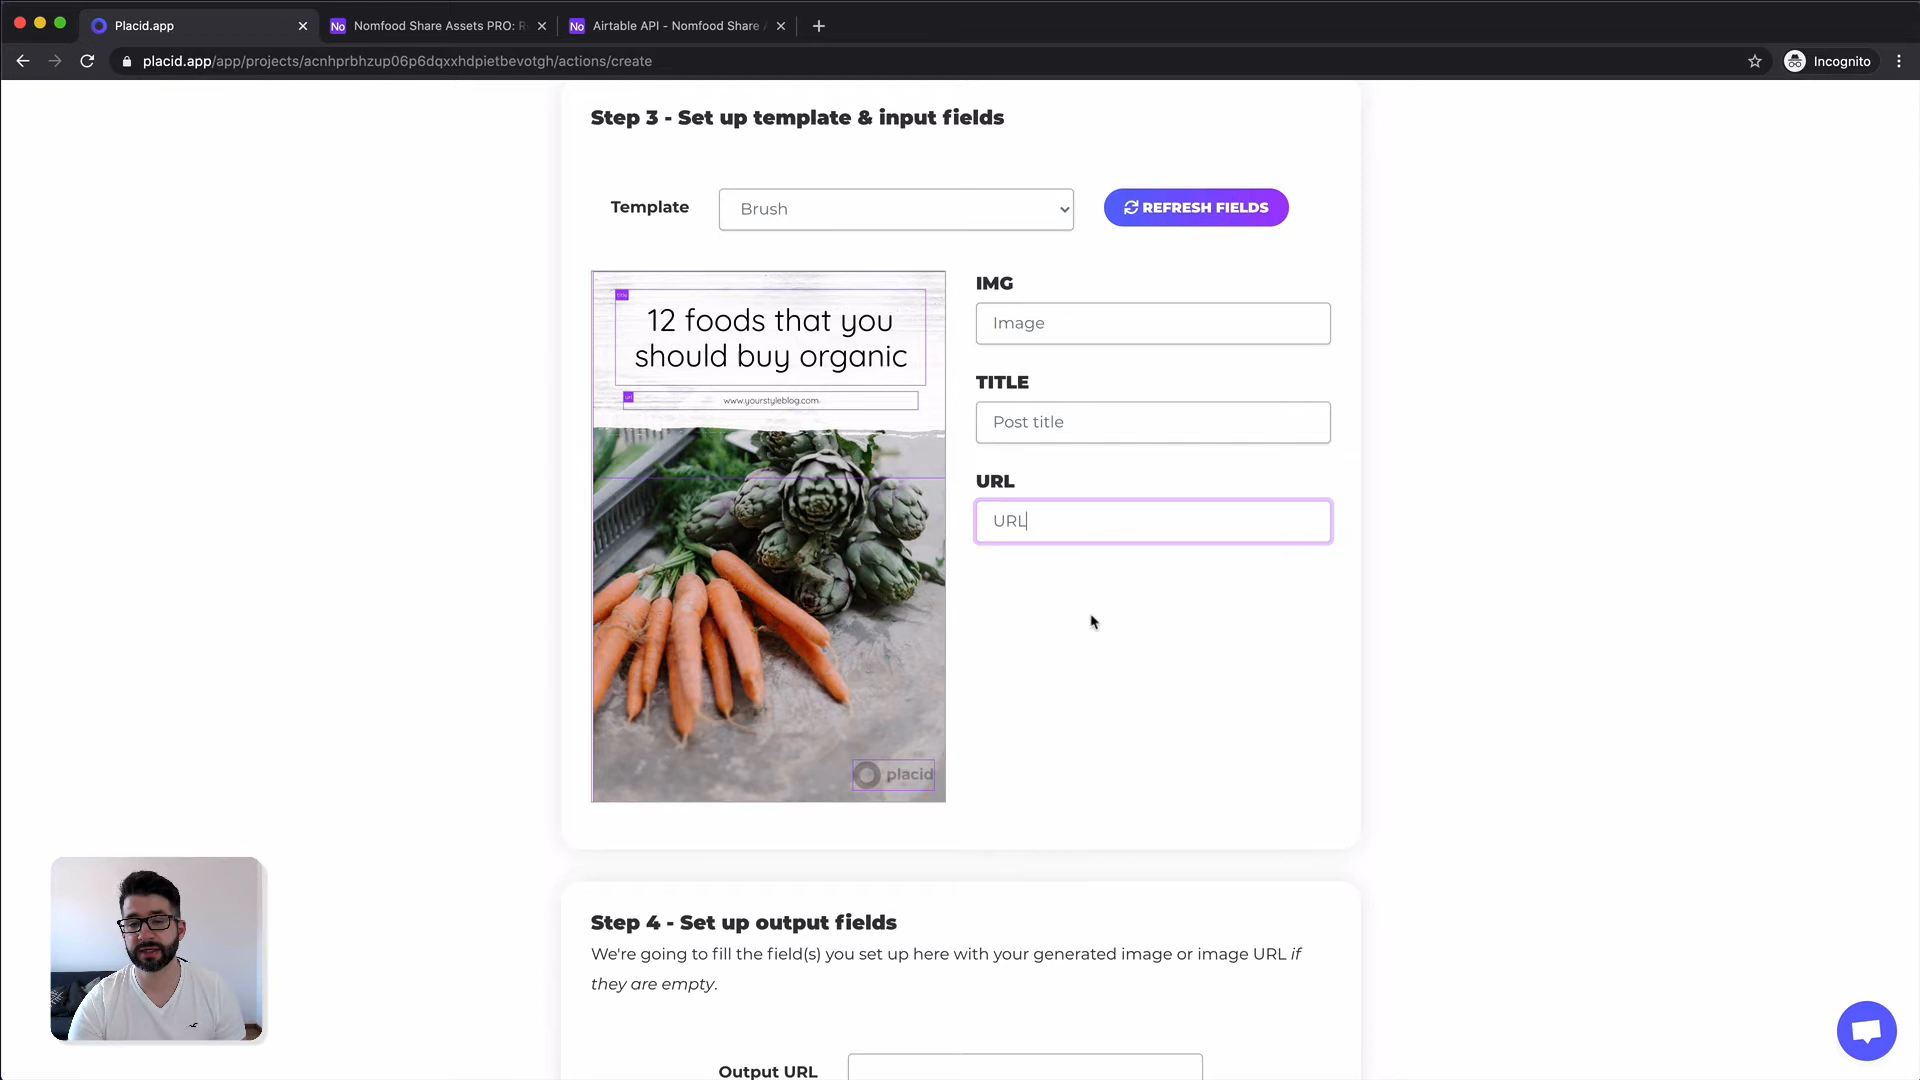 Placid.app
Nomfood Share Assets PRO: R
Airtable API - Nomfood Share
placid.app/app/projects/acnhprbhzup06p6dqxxhdpietbevotgh/actions/create
Incognito
Step 3 - Set up template & input fields
Template
Brush
REFRESH FIELDS
title
12 foods that you
should buy organic
url
www.yourstyleblog.com
placid
IMG
Image
TITLE
Post title
URL
URL
Step 4 - Set up output fields
We're going to fill the field(s) you set up here with your generated image or image URL if
they are empty.
Output URL